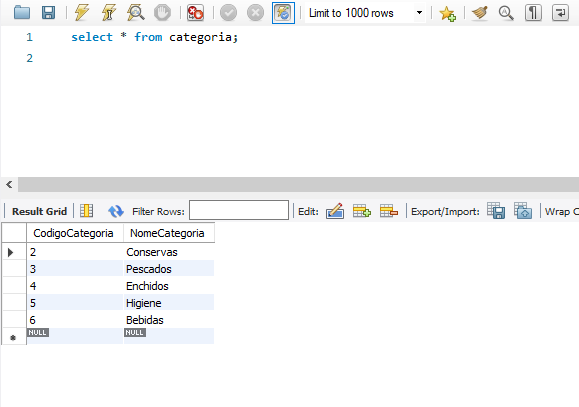 Limit to 1000 rows
1 select * from categoria;
2
Result Grid Filter Rows: Edit: Export/Import: Wrap C
CodigoCategoria NomeCategoria
2 Conservas
3 Pescados
4 Enchidos
5 Higiene
6 Bebidas
NULL NULL